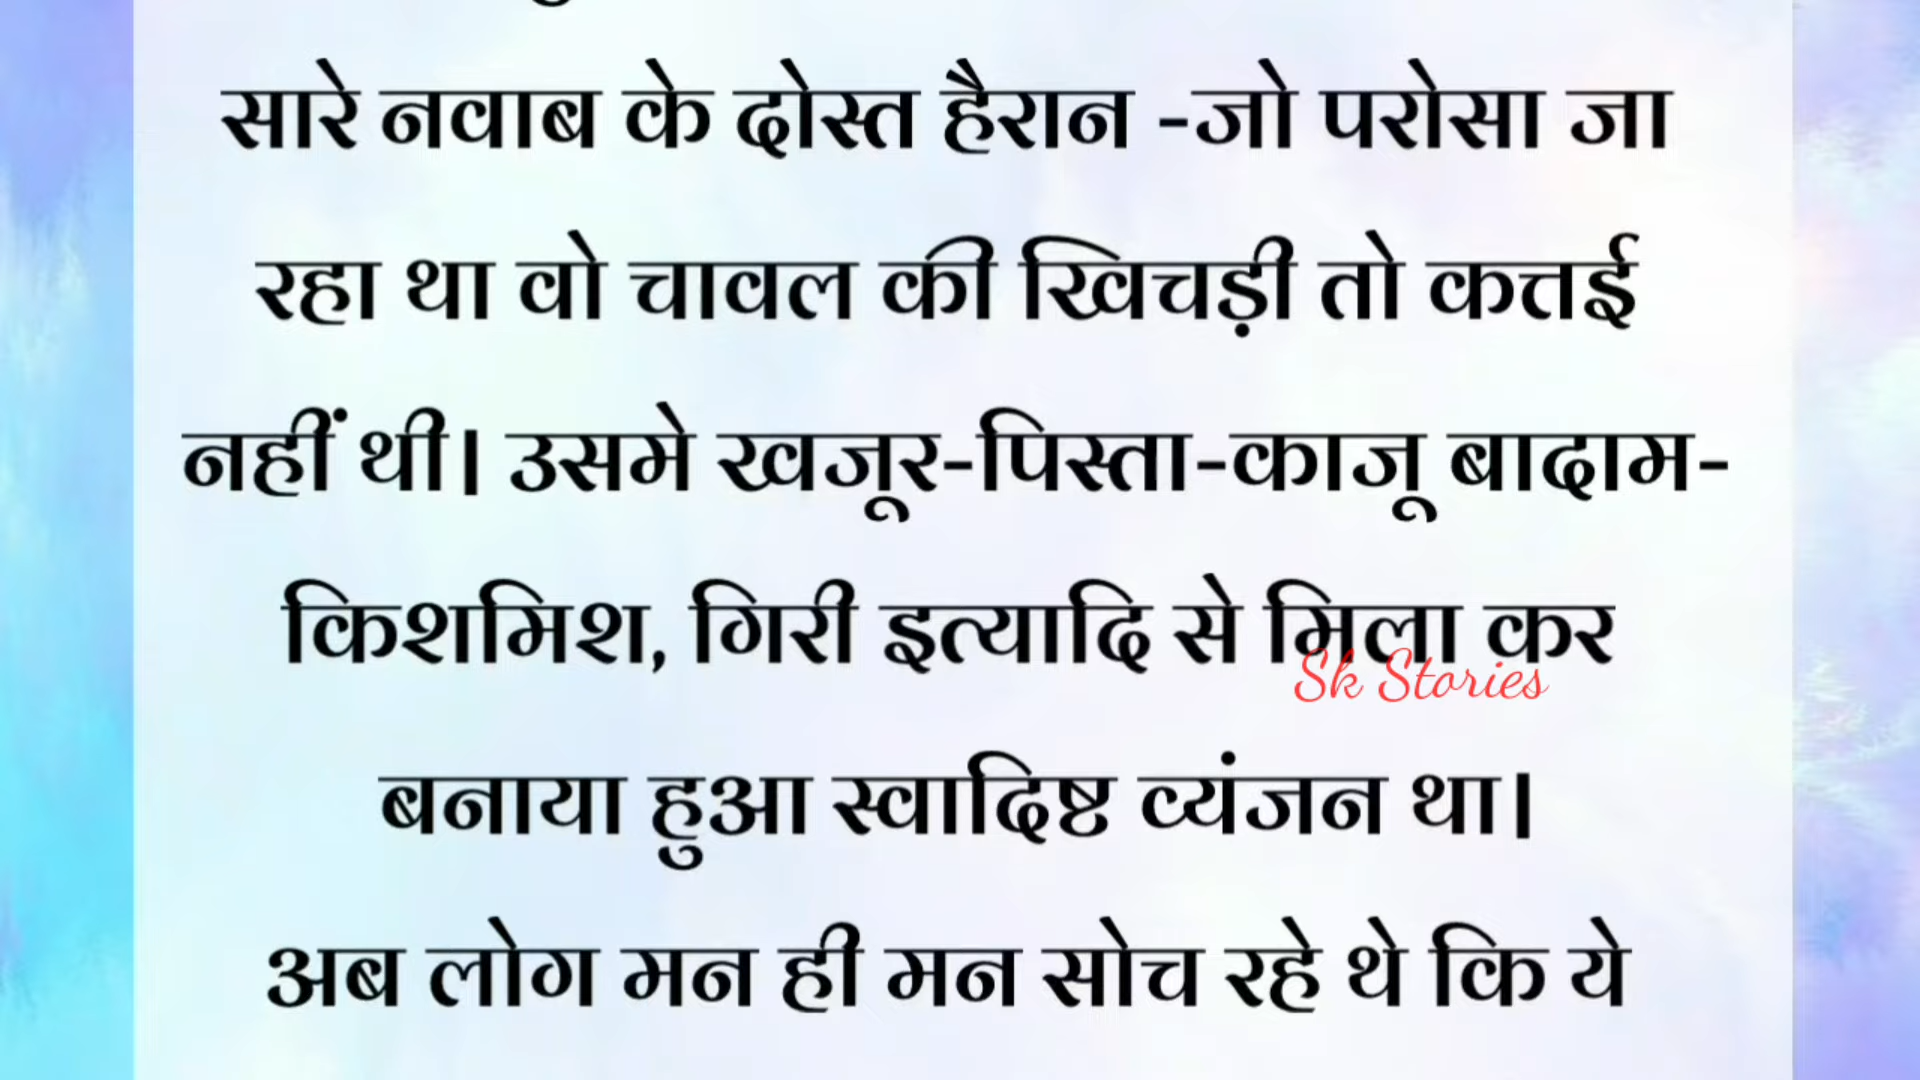 सारे नवाब के दोस्त हैरान -जो परोसा जा
रहा था वो चावल की खिचड़ी तो कत्तई
नहीं थी। उसमे खजूर-पिस्ता-काजू बादाम-
किशमिश, गिरी इत्यादि से मिला कर
Sk Stories
बनाया हुआ स्वादिष्ट व्यंजन था।
अब लोग मन ही मन सोच रहे थे कि ये